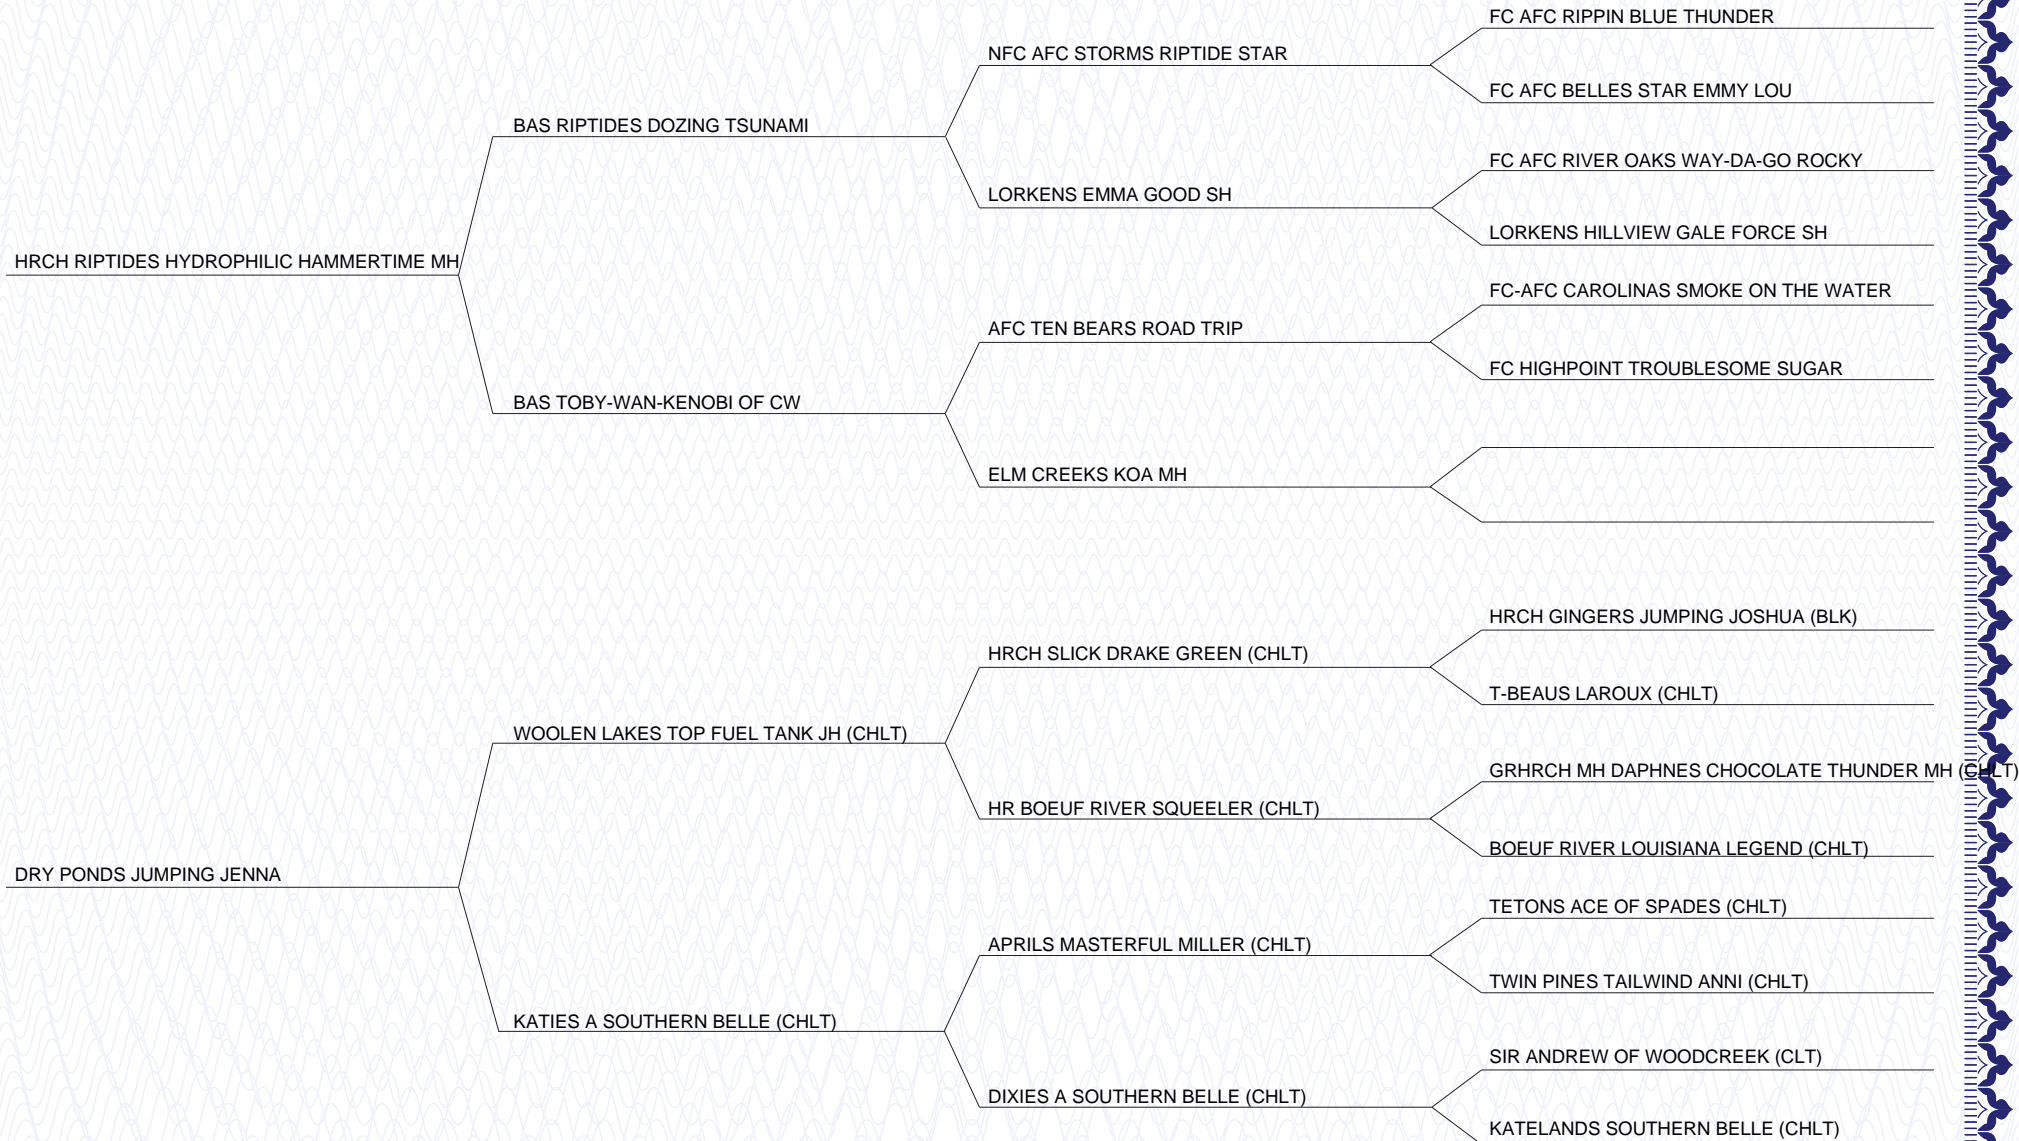 FC AFC RIPPIN BLUE THUNDER
NFC AFC STORMS RIPTIDE STAR
FC AFC BELLES STAR EMMY LOU
BAS RIPTIDES DOZING TSUNAMI
FC AFC RIVER OAKS WAY-DA-GO ROCKY
LORKENS EMMA GOOD SH
LORKENS HILLVIEW GALE FORCE SH
HRCH RIPTIDES HYDROPHILIC HAMMERTIME MH
FC-AFC CAROLINAS SMOKE ON THE WATER
AFC TEN BEARS ROAD TRIP
FC HIGHPOINT TROUBLESOME SUGAR
BAS TOBY-WAN-KENOBI OF CW
ELM CREEKS KOA MH
HRCH GINGERS JUMPING JOSHUA (BLK)
HRCH SLICK DRAKE GREEN (CHLT)
T-BEAUS LAROUX (CHLT)
WOOLEN LAKES TOP FUEL TANK JH (CHLT)
GRHRCH MH DAPHNES CHOCOLATE THUNDER MH (CHLT)
HR BOEUF RIVER SQUEELER (CHLT)
BOEUF RIVER LOUISIANA LEGEND (CHLT)
DRY PONDS JUMPING JENNA
TETONS ACE OF SPADES (CHLT)
APRILS MASTERFUL MILLER (CHLT)
TWIN PINES TAILWIND ANNI (CHLT)
KATIES A SOUTHERN BELLE (CHLT)
SIR ANDREW OF WOODCREEK (CLT)
DIXIES A SOUTHERN BELLE (CHLT)
KATELANDS SOUTHERN BELLE (CHLT)